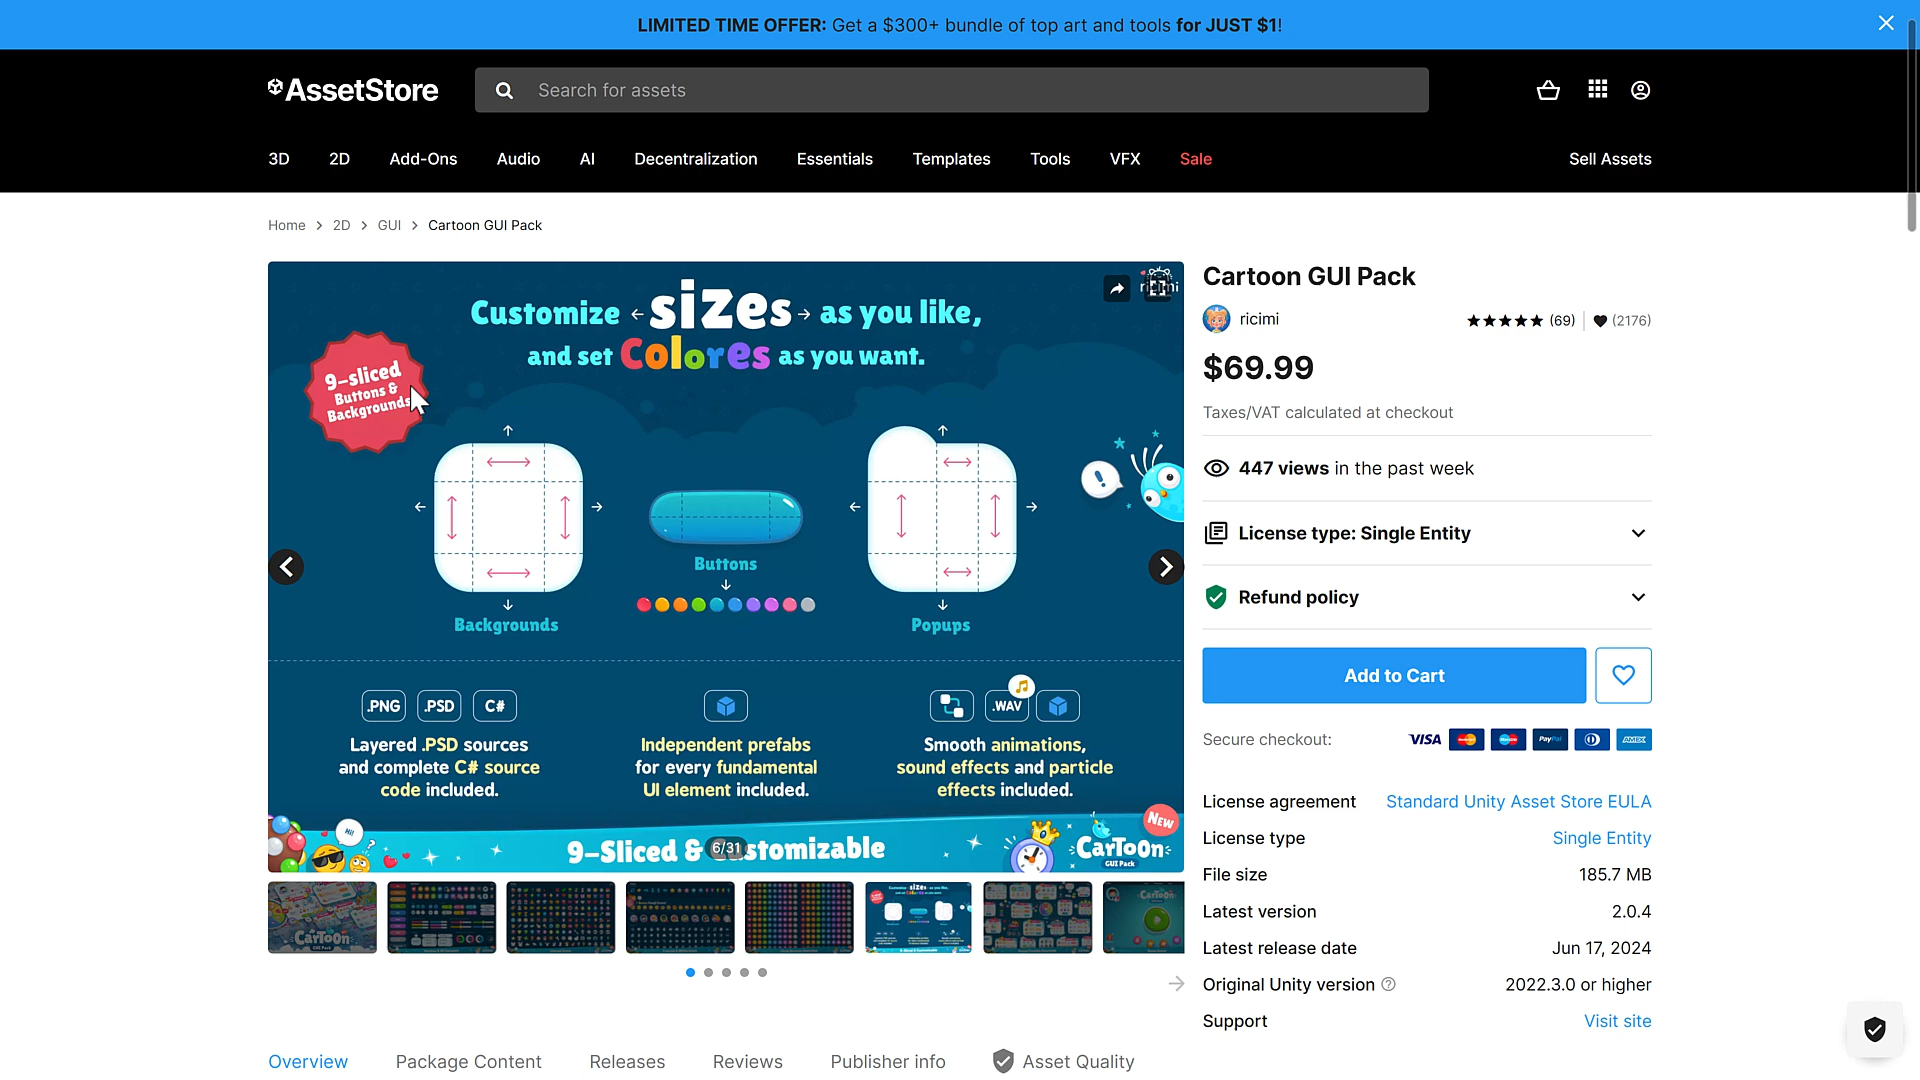 LIMITED TIME OFFER: Get a $300+ bundle of top art and tools for JUST $1!
AssetStore
Search for assets
3D 2D Add-Ons Audio AI Decentralization Essentials Templates Tools VFX Sale Sell Assets
Home > 2D > GUI > Cartoon GUI Pack
Customize sizes as you like,
and set Colores as you want.
9-sliced
Buttons &
Backgrounds
Buttons
Backgrounds
Popups
.PNG .PSD C#
.WAV
Layered .PSD sources
and complete C# source
code included.
Independent prefabs
for every fundamental
UI element included.
Smooth animations,
sound effects and particle
effects included.
Hi!
9-Sliced &
6/31
NEW
CarToOn
GUI Pack
Cartoon GUI Pack
ricimi
(69) (2176)
$69.99
Taxes/VAT calculated at checkout
447 views in the past week
License type: Single Entity
Refund policy
Add to Cart
Secure checkout: VISA PayPal AMEX
License agreement Standard Unity Asset Store EULA
License type Single Entity
File size 185.7 MB
Latest version 2.0.4
Latest release date Jun 17, 2024
Original Unity version 2022.3.0 or higher
Support Visit site
Overview Package Content Releases Reviews Publisher info Asset Quality